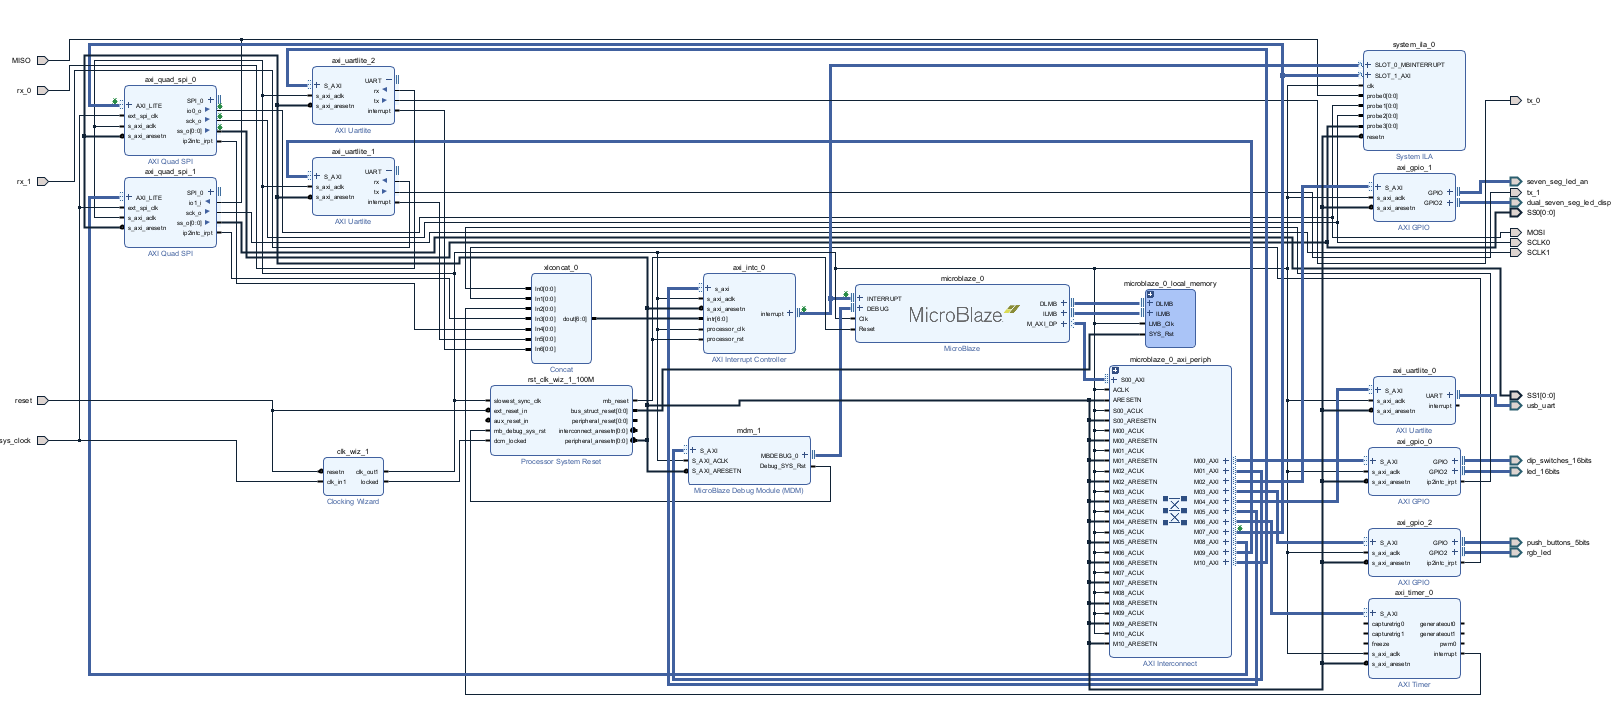 MISO
rx_0
rx_1
reset
sys_clock
axi_quad_spi_0
AXI_LITE
ext_spi_clk
s_axi_aclk
s_axi_aresetn
SPI_0
io0_o
sck_o
ss_o[0:0]
ip2intc_irpt
AXI Quad SPI
axi_quad_spi_1
AXI_LITE
ext_spi_clk
s_axi_aclk
s_axi_aresetn
SPI_0
io1_i
sck_o
ss_o[0:0]
ip2intc_irpt
AXI Quad SPI
axi_uartlite_2
S_AXI
s_axi_aclk
s_axi_aresetn
UART
rx
tx
interrupt
AXI Uartlite
axi_uartlite_1
S_AXI
s_axi_aclk
s_axi_aresetn
UART
rx
tx
interrupt
AXI Uartlite
clk_wiz_1
resetn
clk_in1
clk_out1
locked
Clocking Wizard
xlconcat_0
In0[0:0]
In1[0:0]
In2[0:0]
In3[0:0]
In4[0:0]
In5[0:0]
In6[0:0]
dout[6:0]
Concat
rst_clk_wiz_1_100M
slowest_sync_clk
ext_reset_in
aux_reset_in
mb_debug_sys_rst
dcm_locked
mb_reset
bus_struct_reset[0:0]
peripheral_reset[0:0]
interconnect_aresetn[0:0]
peripheral_aresetn[0:0]
Processor System Reset
axi_intc_0
s_axi
s_axi_aclk
s_axi_aresetn
intr[6:0]
processor_clk
processor_rst
interrupt
AXI Interrupt Controller
mdm_1
S_AXI
S_AXI_ACLK
S_AXI_ARESETN
MBDEBUG_0
Debug_SYS_Rst
MicroBlaze Debug Module (MDM)
microblaze_0
INTERRUPT
DEBUG
Clk
Reset
MicroBlaze
DLMB
ILMB
M_AXI_DP
MicroBlaze
microblaze_0_local_memory
DLMB
ILMB
LMB_Clk
SYS_Rst
microblaze_0_axi_periph
S00_AXI
ACLK
ARESETN
S00_ACLK
S00_ARESETN
M00_ACLK
M00_ARESETN
M01_ACLK
M01_ARESETN
M02_ACLK
M02_ARESETN
M03_ACLK
M03_ARESETN
M04_ACLK
M04_ARESETN
M05_ACLK
M05_ARESETN
M06_ACLK
M06_ARESETN
M07_ACLK
M07_ARESETN
M08_ACLK
M08_ARESETN
M09_ACLK
M09_ARESETN
M10_ACLK
M10_ARESETN
M00_AXI
M01_AXI
M02_AXI
M03_AXI
M04_AXI
M05_AXI
M06_AXI
M07_AXI
M08_AXI
M09_AXI
M10_AXI
AXI Interconnect
system_ila_0
SLOT_0_MBINTERRUPT
SLOT_1_AXI
clk
probe0[0:0]
probe1[0:0]
probe2[0:0]
probe3[0:0]
resetn
System ILA
axi_gpio_1
S_AXI
s_axi_aclk
s_axi_aresetn
GPIO
GPIO2
AXI GPIO
axi_uartlite_0
S_AXI
s_axi_aclk
s_axi_aresetn
UART
interrupt
AXI Uartlite
axi_gpio_0
S_AXI
s_axi_aclk
s_axi_aresetn
GPIO
GPIO2
ip2intc_irpt
AXI GPIO
axi_gpio_2
S_AXI
s_axi_aclk
s_axi_aresetn
GPIO
GPIO2
ip2intc_irpt
AXI GPIO
axi_timer_0
S_AXI
capturetrig0
capturetrig1
freeze
s_axi_aclk
s_axi_aresetn
generateout0
generateout1
pwm0
interrupt
AXI Timer
tx_0
seven_seg_led_an
tx_1
dual_seven_seg_led_disp
SS0[0:0]
MOSI
SCLK0
SCLK1
SS1[0:0]
usb_uart
dip_switches_16bits
led_16bits
push_buttons_5bits
rgb_led